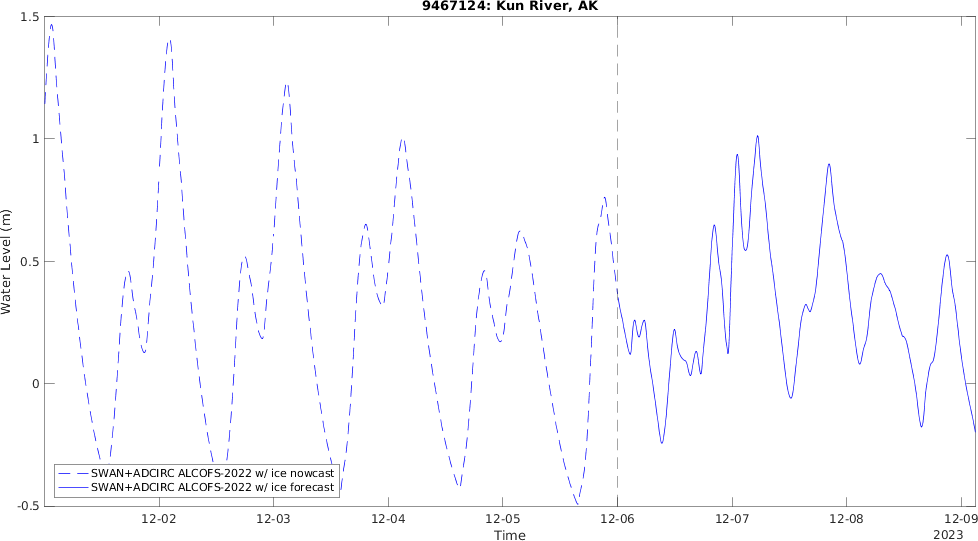 9467124: Kun River, AK
1.5
1
0.5
0
-0.5
Water Level (m)
SWAN+ADCIRC ALCOFS-2022 w/ ice nowcast
SWAN+ADCIRC ALCOFS-2022 w/ ice forecast
12-02 12-03 12-04 12-05 12-06 12-07 12-08 12-09
Time
2023